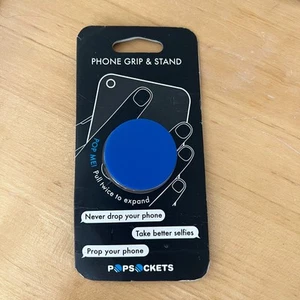 PHONE GRIP & STAND
POP ME!
Pull twice to expand
Never drop your phone
Take better selfies
Prop your phone
POPSOCKETS